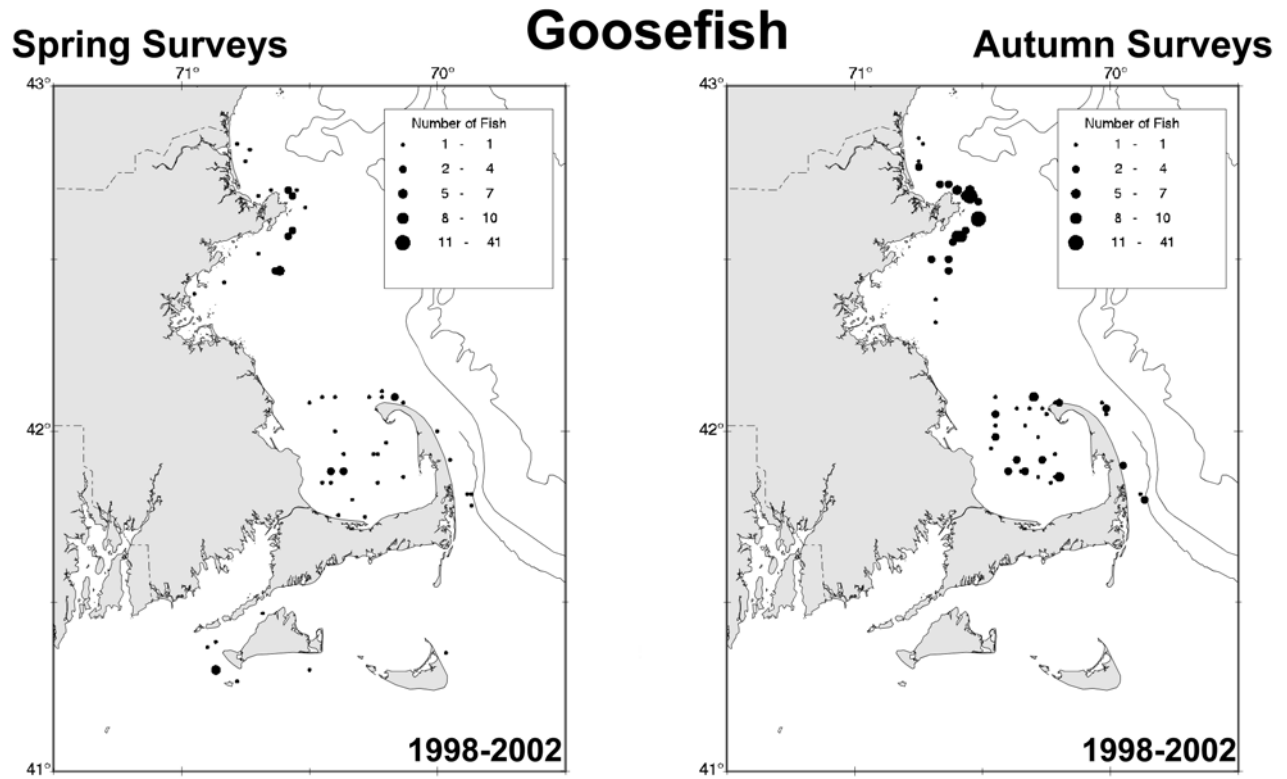 Goosefish
Spring Surveys
Autumn Surveys
71°
70°
71°
70°
43°
43°
Number of Fish
1 - 1
2 - 4
5 - 7
8 - 10
11 - 41
Number of Fish
1 - 1
2 - 4
5 - 7
8 - 10
11 - 41
42°
42°
1998-2002
1998-2002
41°
41°